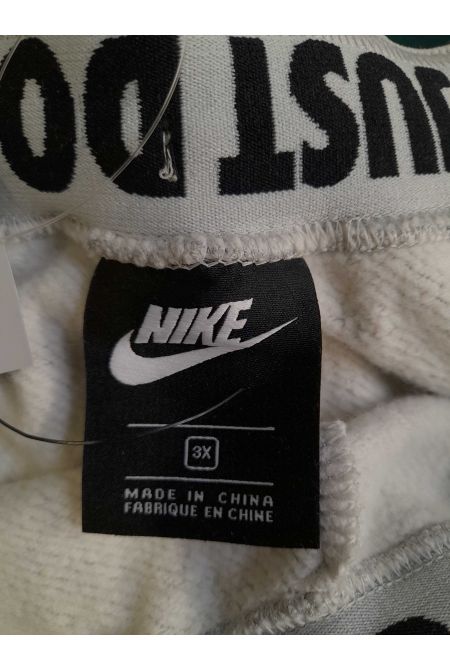 JUST DO
NIKE
3X
MADE IN CHINA
FABRIQUE EN CHINE